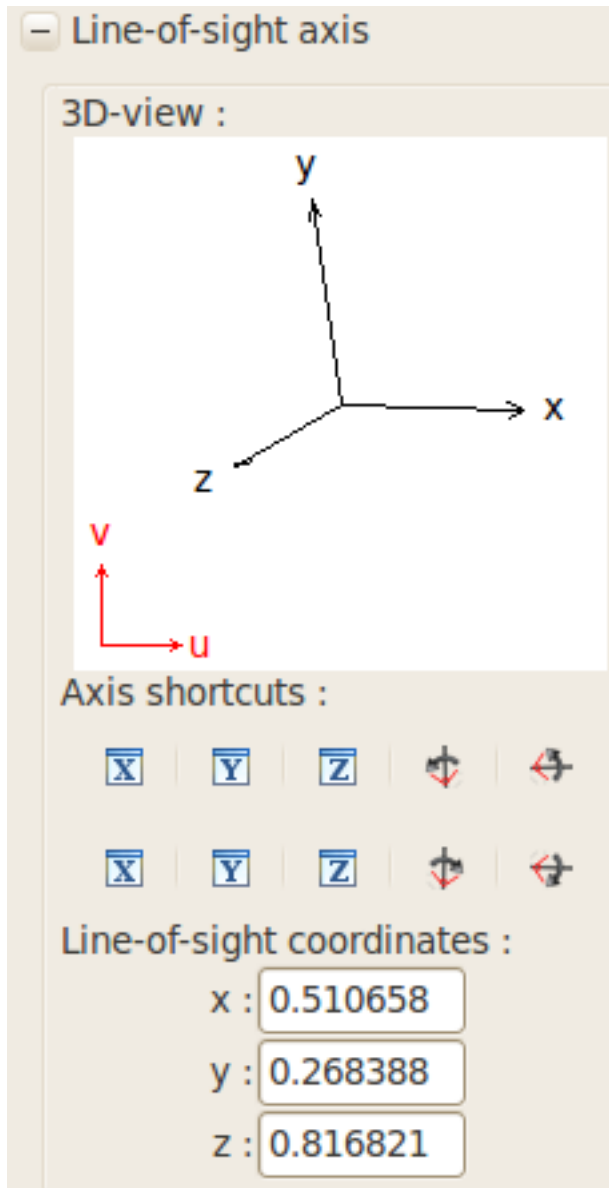 Line-of-sight axis
3D-view :
y
x
z
v
u
Axis shortcuts :
X Y Z
X Y Z
Line-of-sight coordinates :
x : 0.510658
y : 0.268388
z : 0.816821